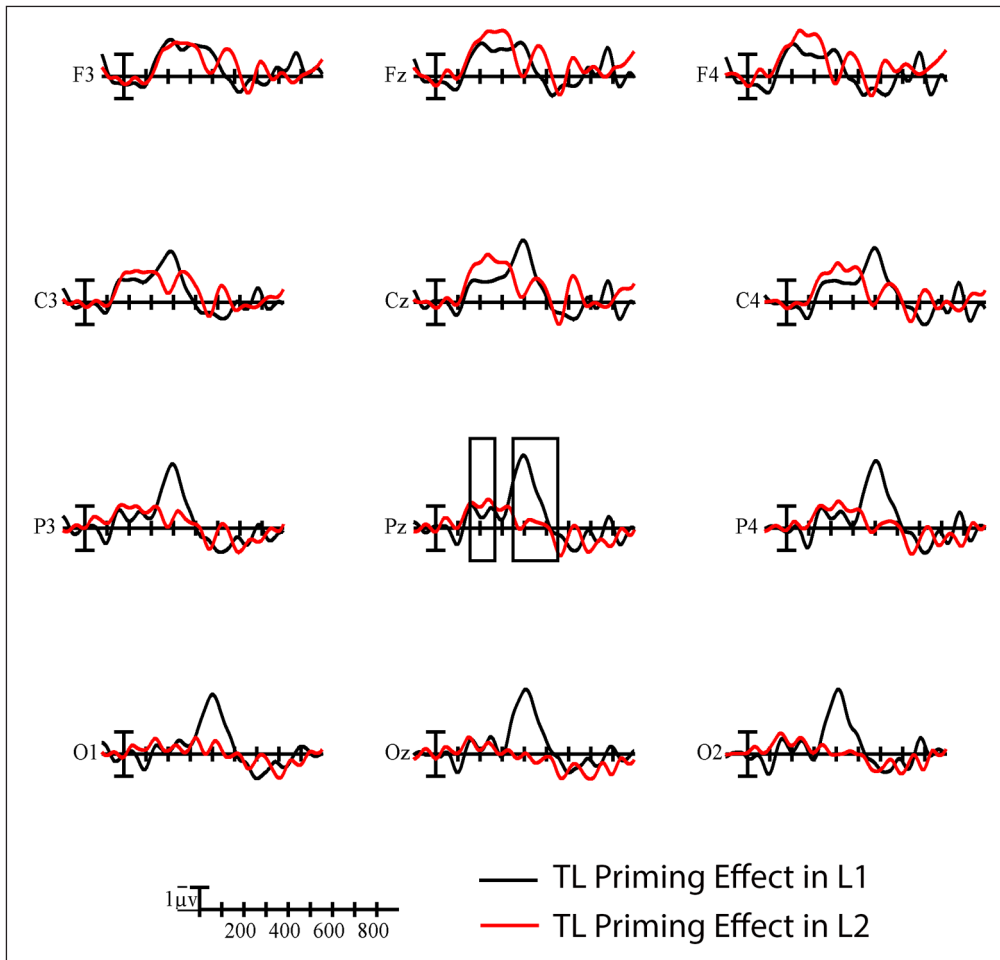 F3 Fz F4
C3 Cz C4
P3 Pz P4
O1 Oz O2
1μv
200 400 600 800
TL Priming Effect in L1
TL Priming Effect in L2